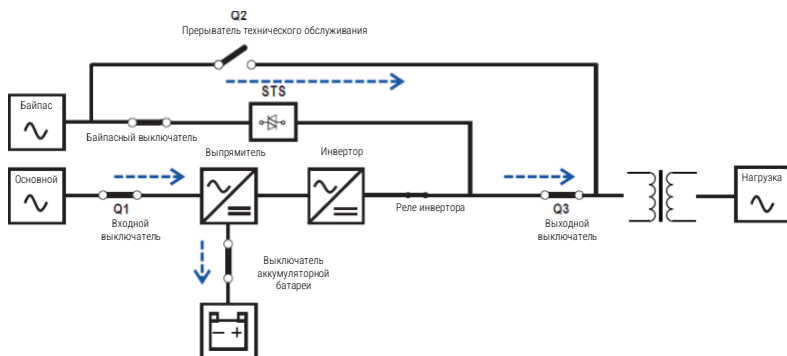 Q2
Прерыватель технического обслуживания
STS
Байпас
Байпасный выключатель
Выпрямитель
Инвертор
Основной
Нагрузка
Q1
Входной
выключатель
Реле инвертора
Q3
Выходной
выключатель
Выключатель
аккумуляторной
батареи